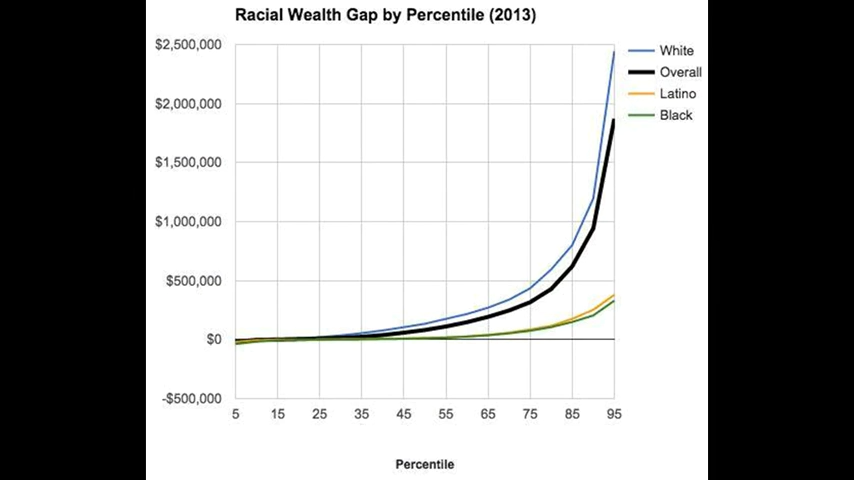 Racial Wealth Gap by Percentile (2013)
$2,500,000
$2,000,000
$1,500,000
$1,000,000
$500,000
$0
-$500,000
5 15 25 35 45 55 65 75 85 95
Percentile
White
Overall
Latino
Black